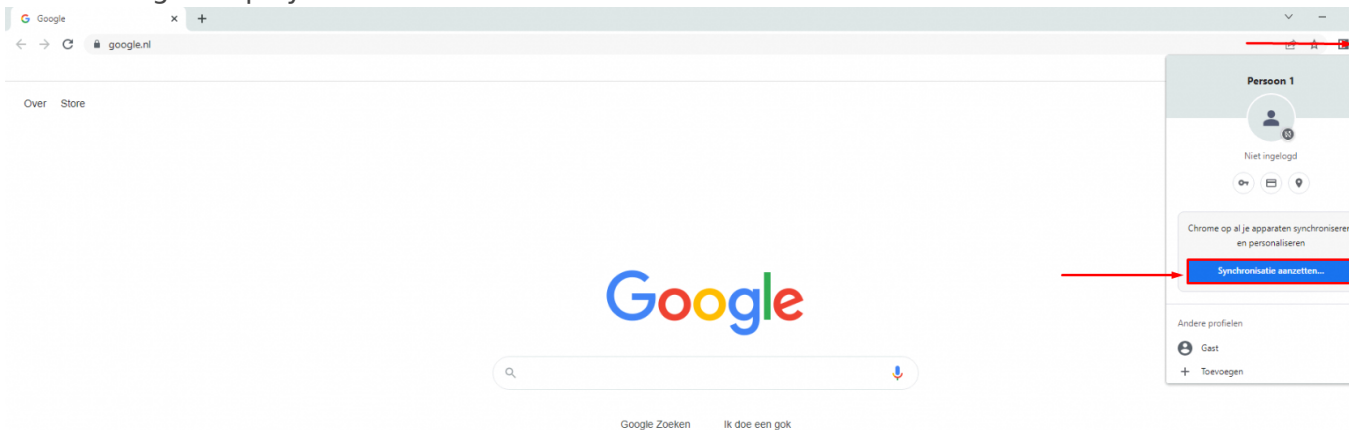 Google
google.nl
Over Store
Persoon 1
Niet ingelogd
Chrome op al je apparaten synchroniseren
en personaliseren
Synchronisatie aanzetten...
Andere profielen
Gast
Toevoegen
Google
Google Zoeken Ik doe een gok